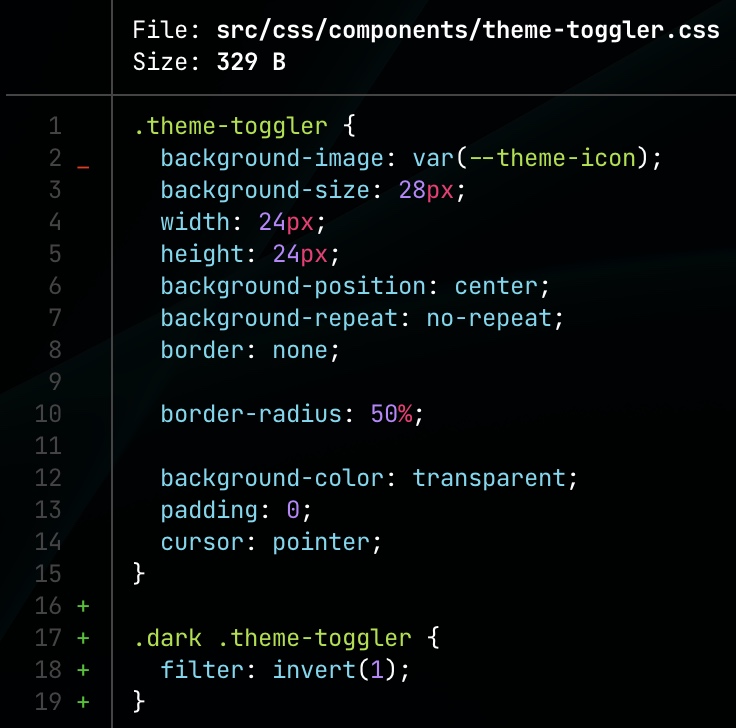 File: src/css/components/theme-toggler.css
Size: 329 B
1 .theme-toggler {
2 _ background-image: var(--theme-icon);
3 background-size: 28px;
4 width: 24px;
5 height: 24px;
6 background-position: center;
7 background-repeat: no-repeat;
8 border: none;
9
10 border-radius: 50%;
11
12 background-color: transparent;
13 padding: 0;
14 cursor: pointer;
15 }
16 +
17 + .dark .theme-toggler {
18 + filter: invert(1);
19 + }